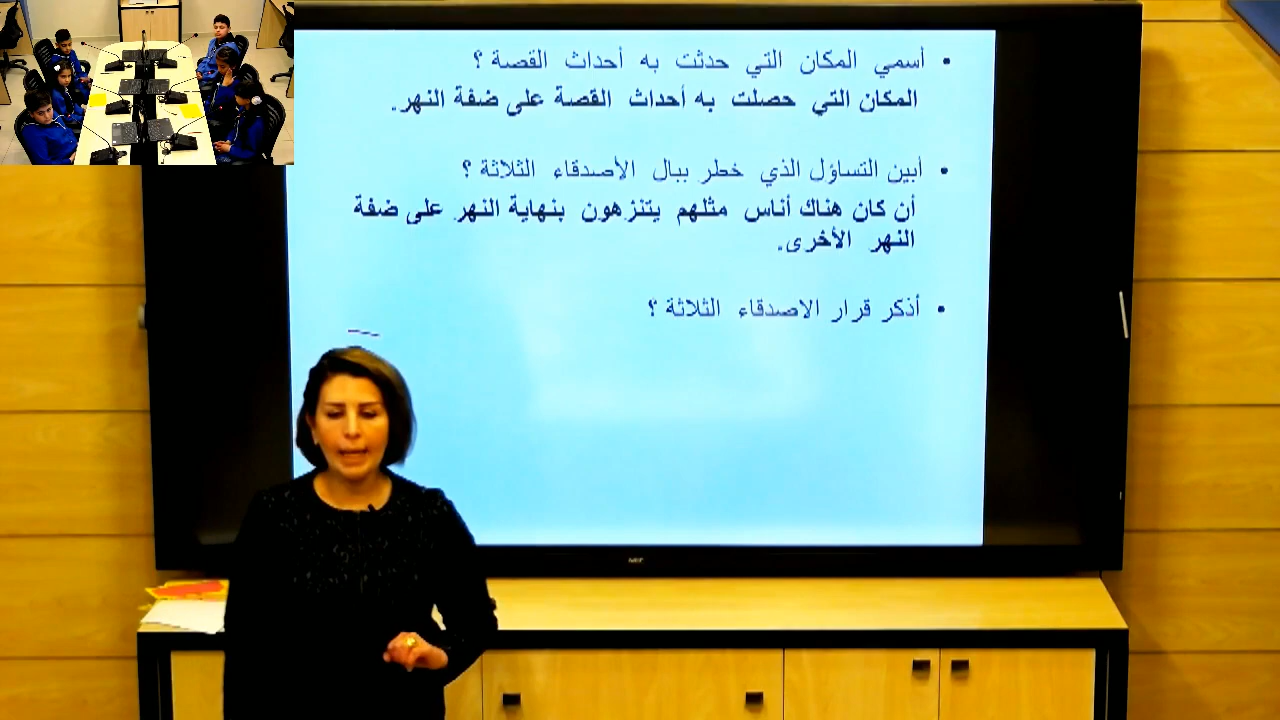 • أسمي المكان التي حدثت به أحداث القصة ؟
المكان التي حصلت به أحداث القصة على ضفة النهر.
• أبين التساؤل الذي خطر ببال الأصدقاء الثلاثة ؟
أن كان هناك أناس مثلهم يتنزهون بنهاية النهر على ضفة
النهر الأخرى.
• أذكر قرار الاصدقاء الثلاثة ؟
NEC